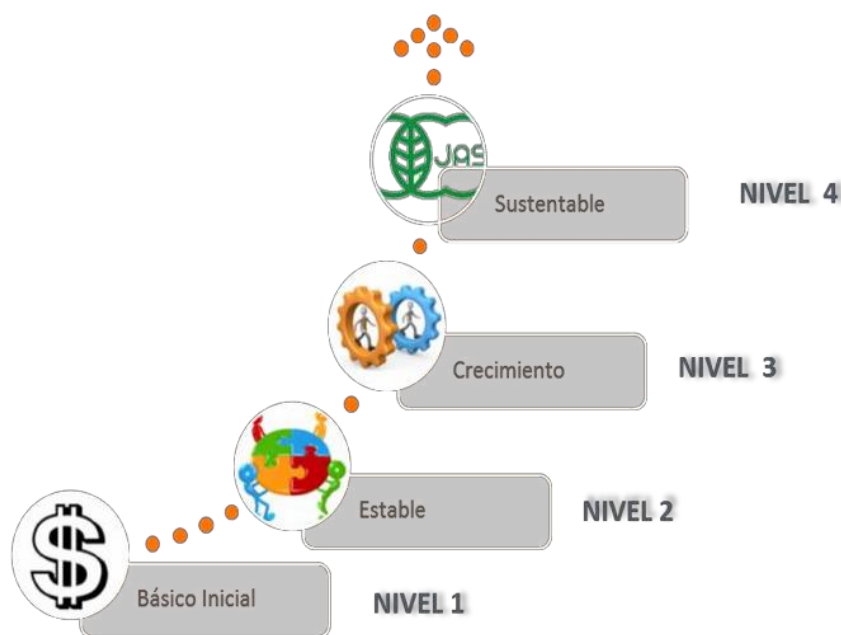 JAS
Sustentable
NIVEL 4
Crecimiento
NIVEL 3
Estable
NIVEL 2
Básico Inicial
NIVEL 1